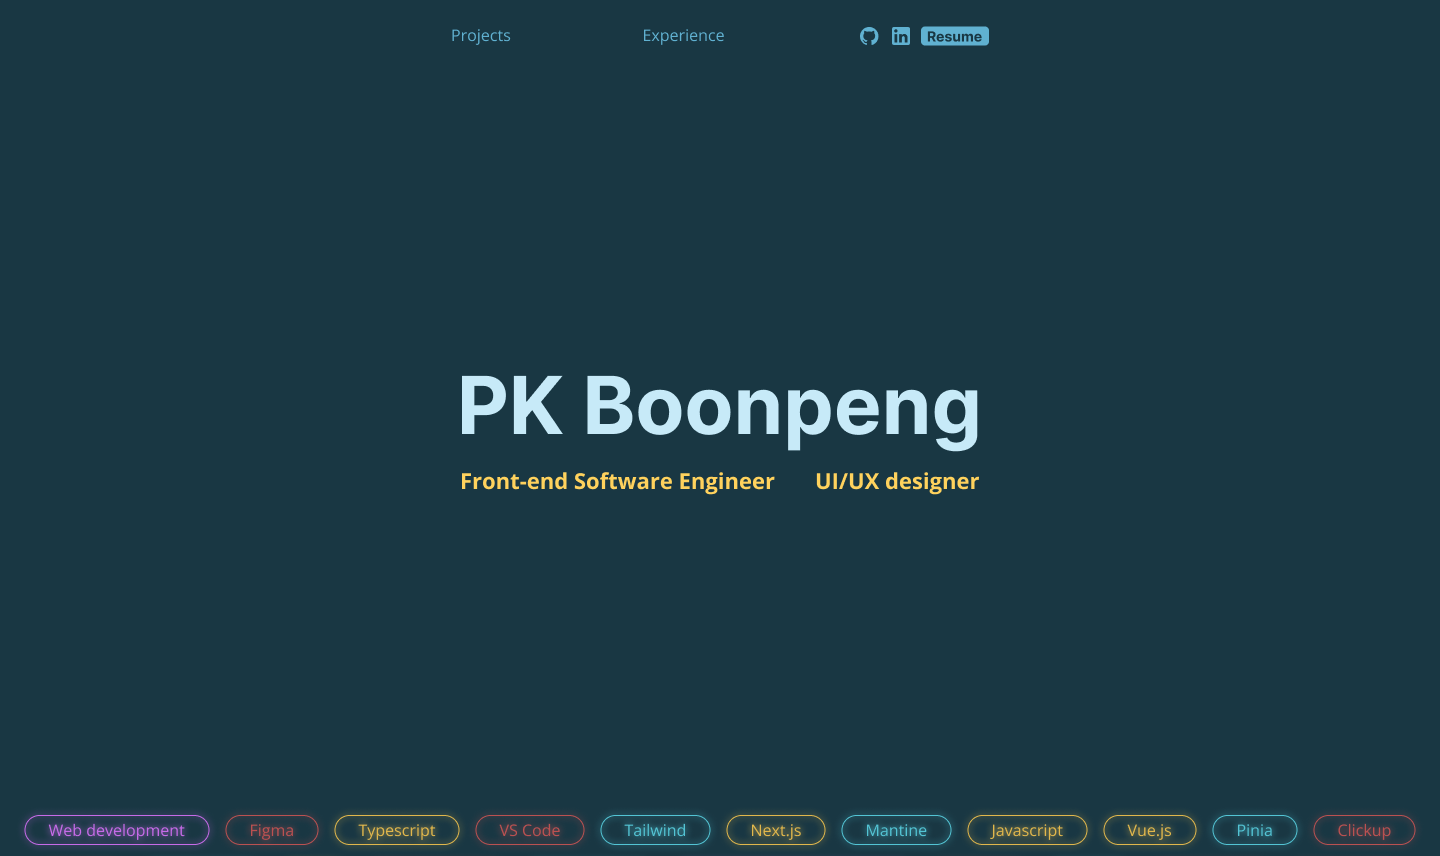 Projects Experience Resume
PK Boonpeng
Front-end Software Engineer UI/UX designer
Web development Figma Typescript VS Code Tailwind Next.js Mantine Javascript Vue.js Pinia Clickup